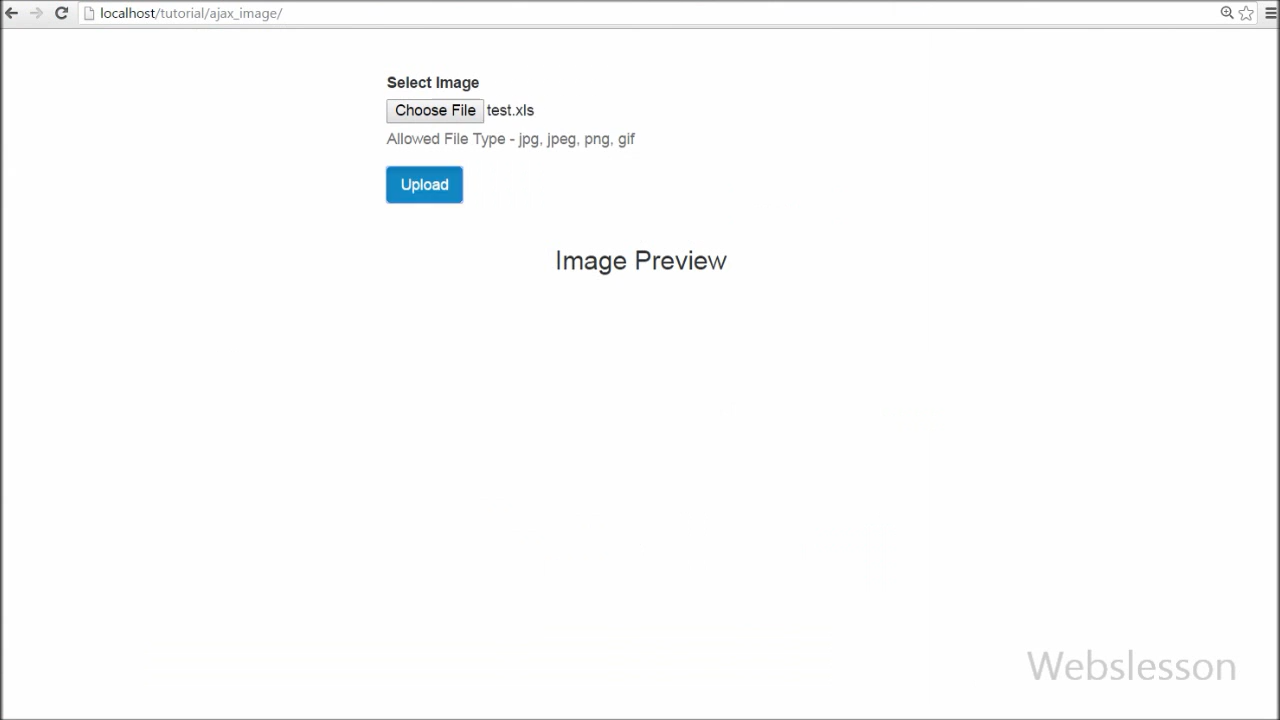 localhost/tutorial/ajax_image/
Select Image
Choose File test.xls
Allowed File Type - jpg, jpeg, png, gif
Upload
Image Preview
Webslesson